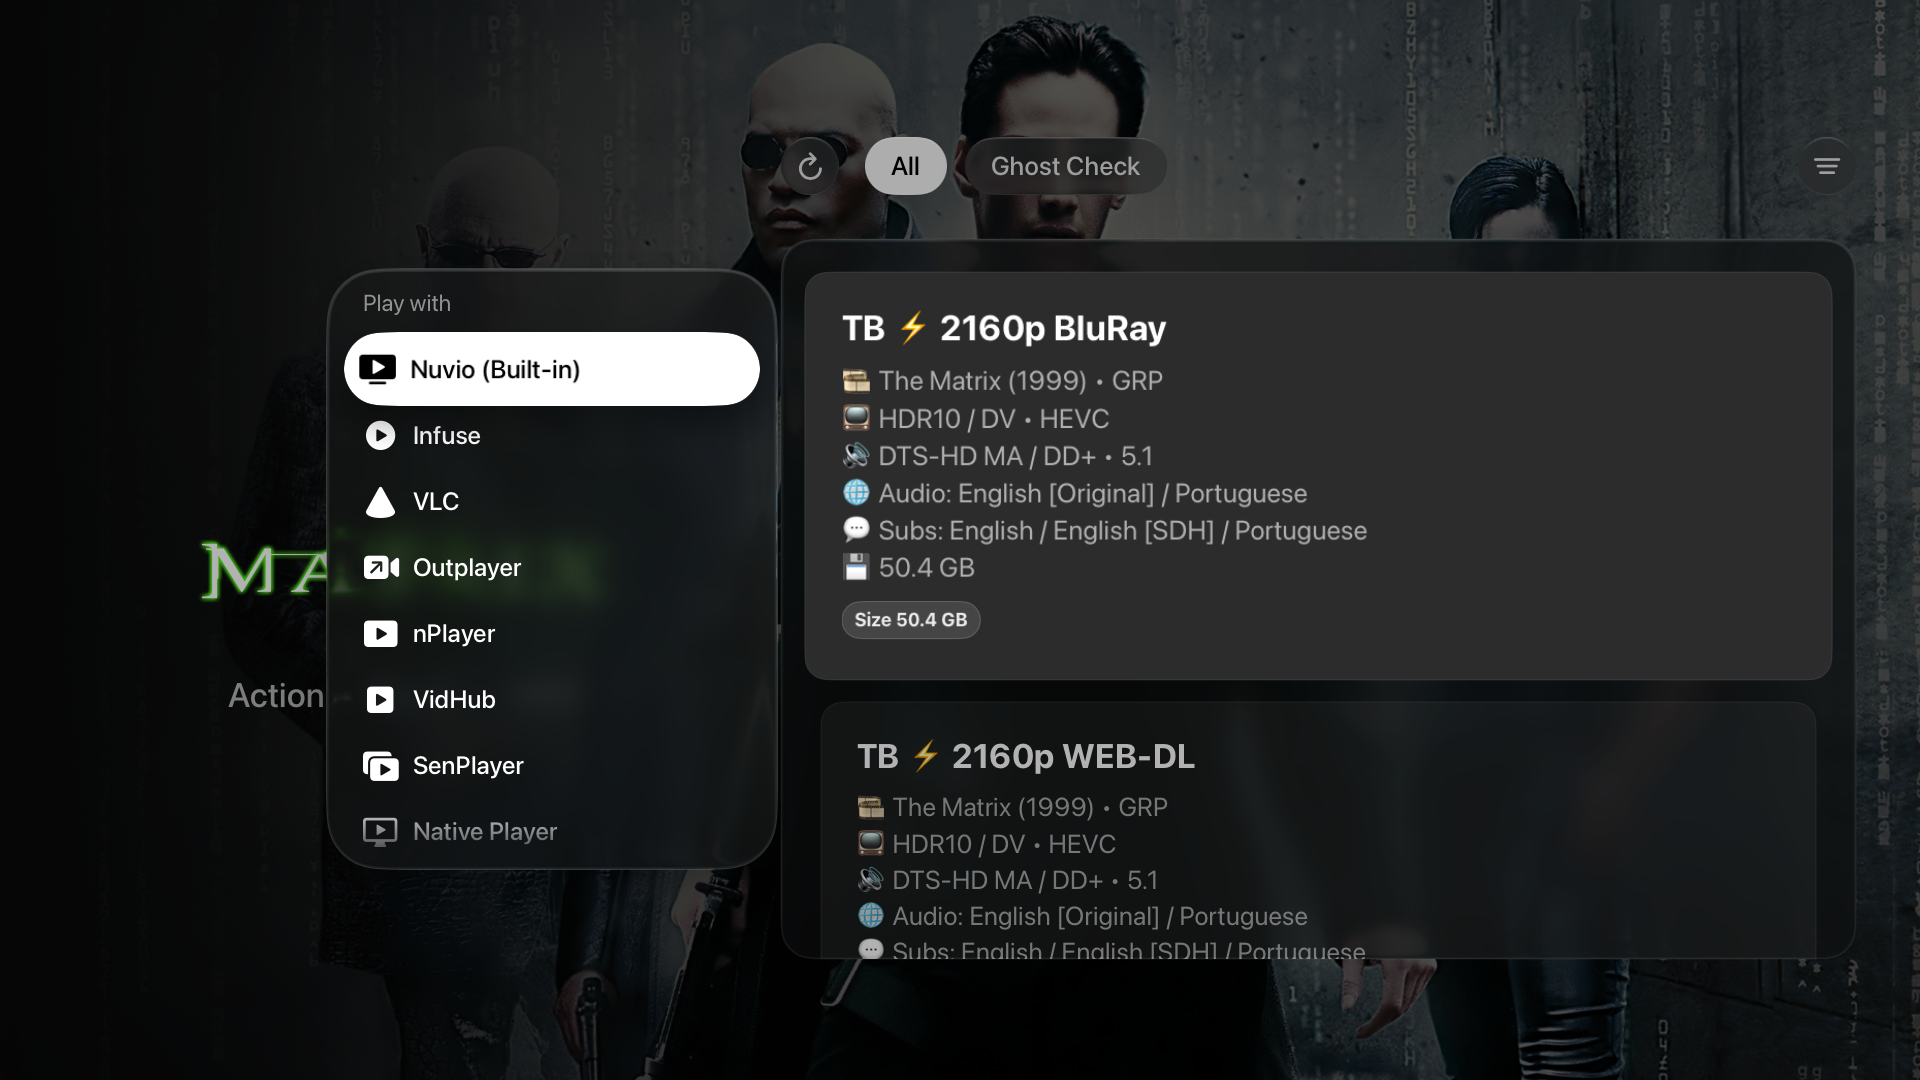 All
Ghost Check
Play with
Nuvio (Built-in)
Infuse
VLC
Outplayer
nPlayer
VidHub
SenPlayer
Native Player
MA
Action
TB ⚡ 2160p BluRay
The Matrix (1999) • GRP
HDR10 / DV • HEVC
DTS-HD MA / DD+ • 5.1
Audio: English [Original] / Portuguese
Subs: English / English [SDH] / Portuguese
50.4 GB
Size 50.4 GB
TB ⚡ 2160p WEB-DL
The Matrix (1999) • GRP
HDR10 / DV • HEVC
DTS-HD MA / DD+ • 5.1
Audio: English [Original] / Portuguese
Subs: English / English [SDH] / Portuguese